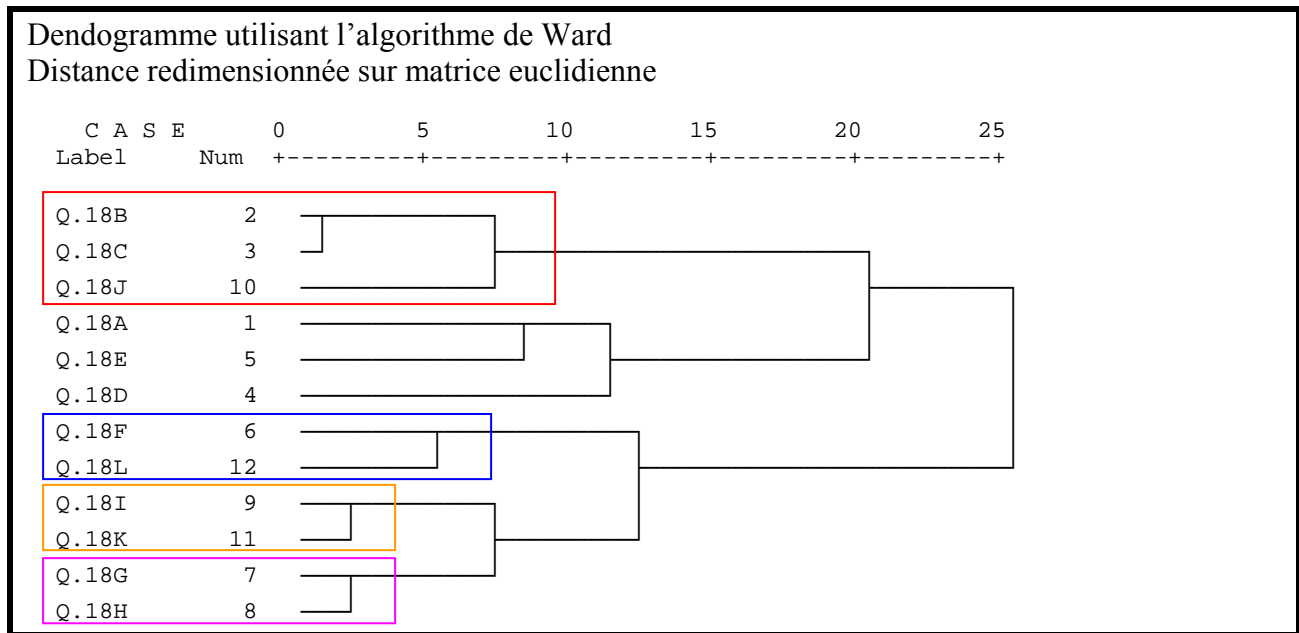 Dendogramme utilisant l’algorithme de Ward
Distance redimensionnée sur matrice euclidienne
C A S E 0 5 10 15 20 25
Label Num +---------+---------+---------+---------+---------+
Q.18B 2
Q.18C 3
Q.18J 10
Q.18A 1
Q.18E 5
Q.18D 4
Q.18F 6
Q.18L 12
Q.18I 9
Q.18K 11
Q.18G 7
Q.18H 8